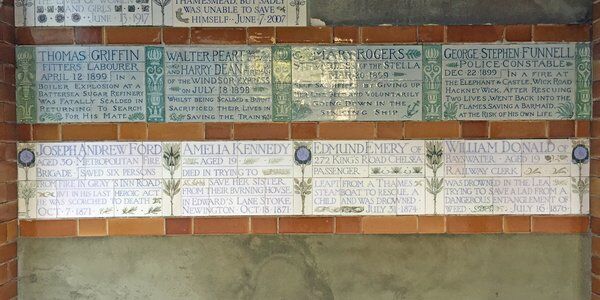 AND GIRLS · JUNE 13 · 1917
THAMESMEAD, BUT SADLY
WAS UNABLE TO SAVE
HIMSELF · JUNE 7 · 2007
THOMAS GRIFFIN
FITTERS LABOURER
APRIL 12 1899 IN A
BOILER EXPLOSION AT A
BATTERSEA SUGAR REFINERY
WAS FATALLY SCALDED IN
RETURNING TO SEARCH
FOR HIS MATE
WALTER PEART
AND HARRY DEAN
OF THE WINDSOR EXPRESS
ON JULY 18 1898
WHILST BEING SCALDED & BURNT
SACRIFICED THEIR LIVES IN
SAVING THE TRAIN
MARY ROGERS
OF THE STELLA
1899
SELF SACRIFICED BY GIVING UP
AND VOLUNTARILY
GOING DOWN IN THE
SINKING SHIP
GEORGE STEPHEN FUNNELL
POLICE CONSTABLE
DEC 22 1899 IN A FIRE AT
THE ELEPHANT & CASTLE, WICK ROAD
HACKNEY WICK, AFTER RESCUING
TWO LIVES, WENT BACK INTO THE
FLAMES, SAVING A BARMAID,
AT THE RISK OF HIS OWN LIFE
JOSEPH ANDREW FORD
AGED 30 · METROPOLITAN FIRE
BRIGADE · SAVED SIX PERSONS
FROM FIRE IN GRAY'S INN ROAD
BUT IN HIS LAST HEROIC ACT
HE WAS SCORCHED TO DEATH
OCT · 7 · 1871
AMELIA KENNEDY
AGED 19
DIED IN TRYING TO
SAVE HER SISTER
FROM THEIR BURNING HOUSE
IN EDWARD'S LANE STOKE
NEWINGTON · OCT · 18 · 1871
EDMUND EMERY OF
272 KING'S ROAD CHELSEA
PASSENGER
LEAPT FROM A THAMES
STEAMBOAT TO RESCUE A
CHILD AND WAS DROWNED
JULY 31 · 1874
WILLIAM DONALD OF
BAYSWATER AGED 19
RAILWAY CLERK
WAS DROWNED IN THE LEA
TRYING TO SAVE A LAD FROM A
DANGEROUS ENTANGLEMENT OF
WEED JULY 16 · 1876